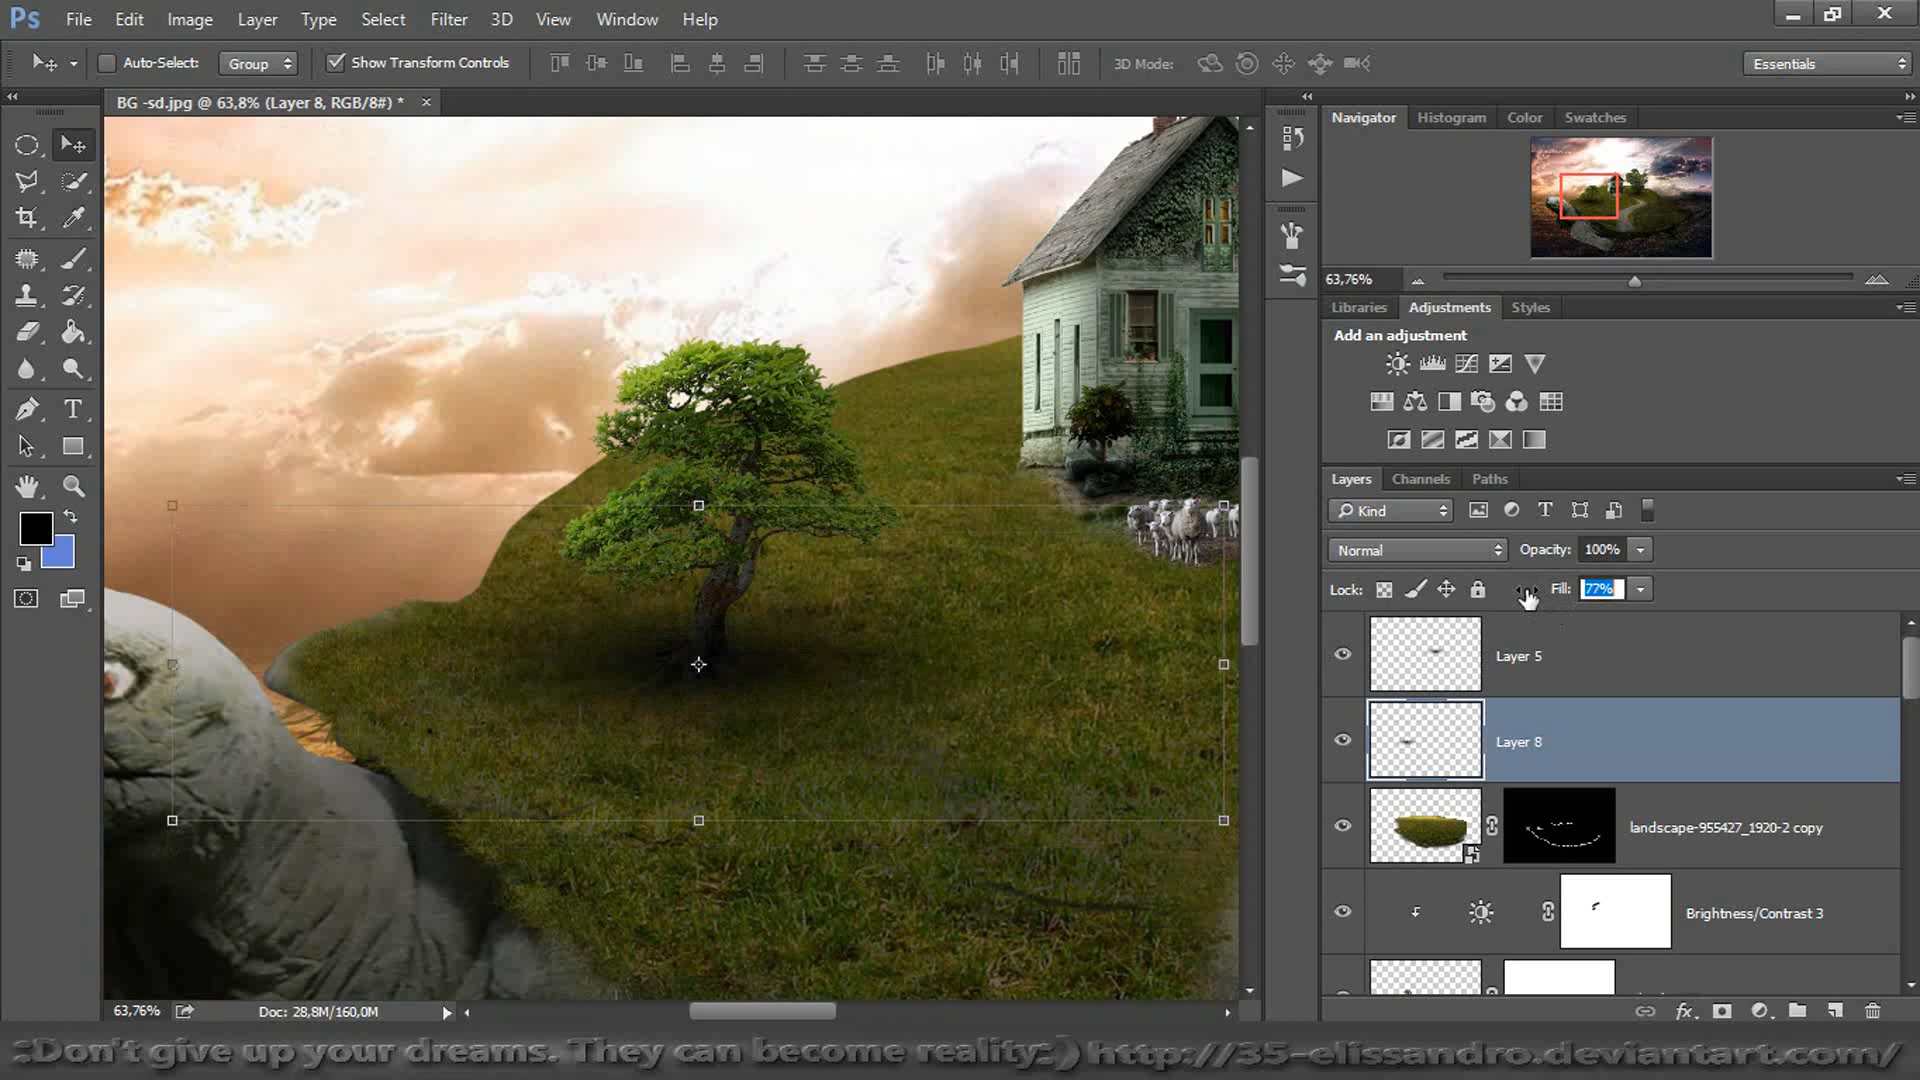 Ps File Edit Image Layer Type Select Filter 3D View Window Help
Auto-Select: Group Show Transform Controls 3D Mode: Essentials
BG -sd.jpg @ 63,8% (Layer 8, RGB/8#) *
Navigator Histogram Color Swatches
63,76%
Libraries Adjustments Styles
Add an adjustment
Layers Channels Paths
Kind
Normal Opacity: 100%
Lock: Fill: 77%
Layer 5
Layer 8
landscape-955427_1920-2 copy
Brightness/Contrast 3
63,76% Doc: 28,8M/160,0M
::Don't give up your dreams. They can become reality::) http://35-elissandro.deviantart.com/